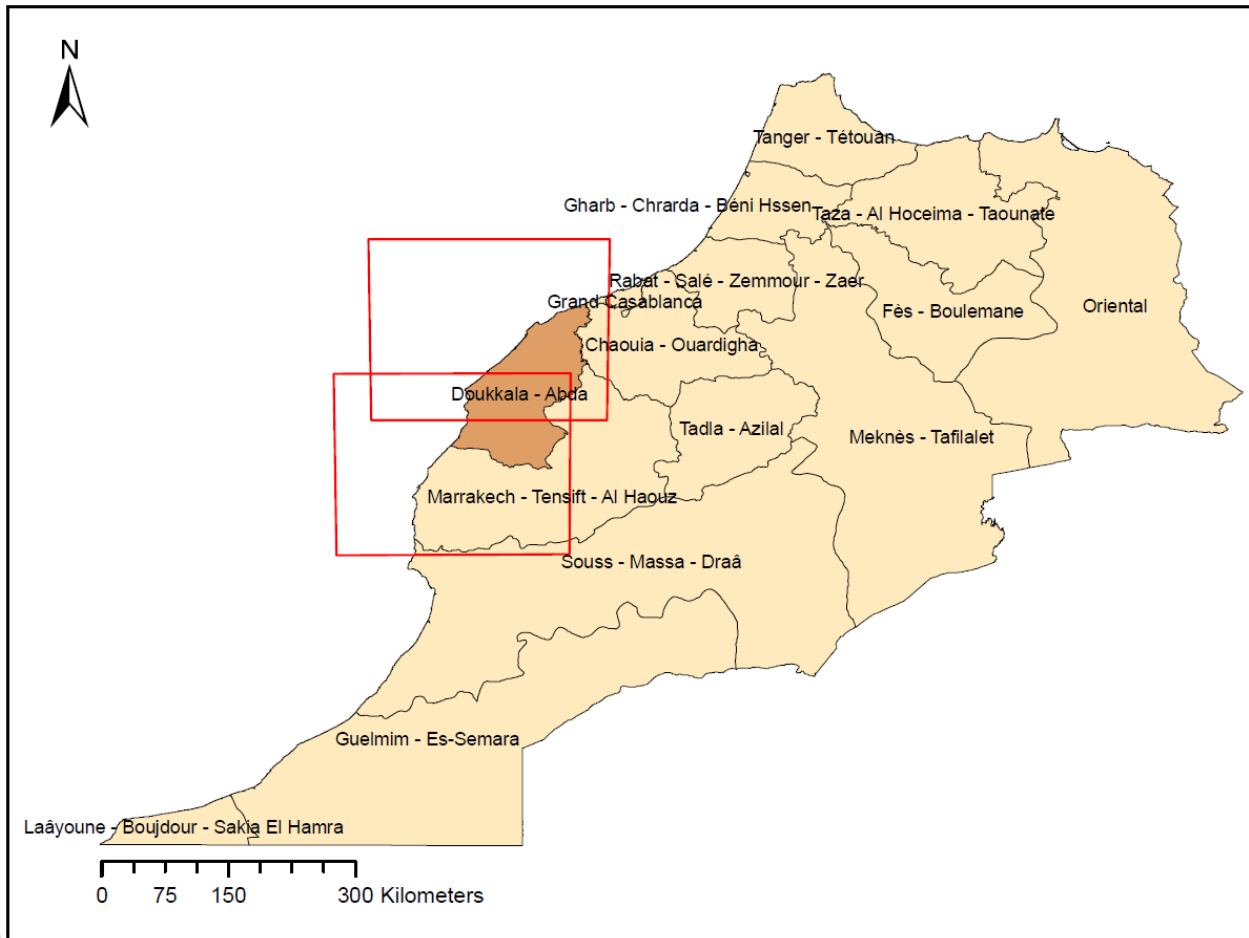 N
Tanger - Tétouàn
Gharb - Chrarda - Béni Hssen
Taza - Al Hoceima - Taounate
Rabat - Salé - Zemmour - Zaer
Grand Casablanca
Fès - Boulemane
Oriental
Chaouia - Ouardigha
Doukkala - Abda
Tadla - Azilal
Meknès - Tafilalet
Marrakech - Tensift - Al Haouz
Souss - Massa - Draâ
Guelmim - Es-Semara
Laâyoune - Boujdour - Sakia El Hamra
0 75 150 300 Kilometers